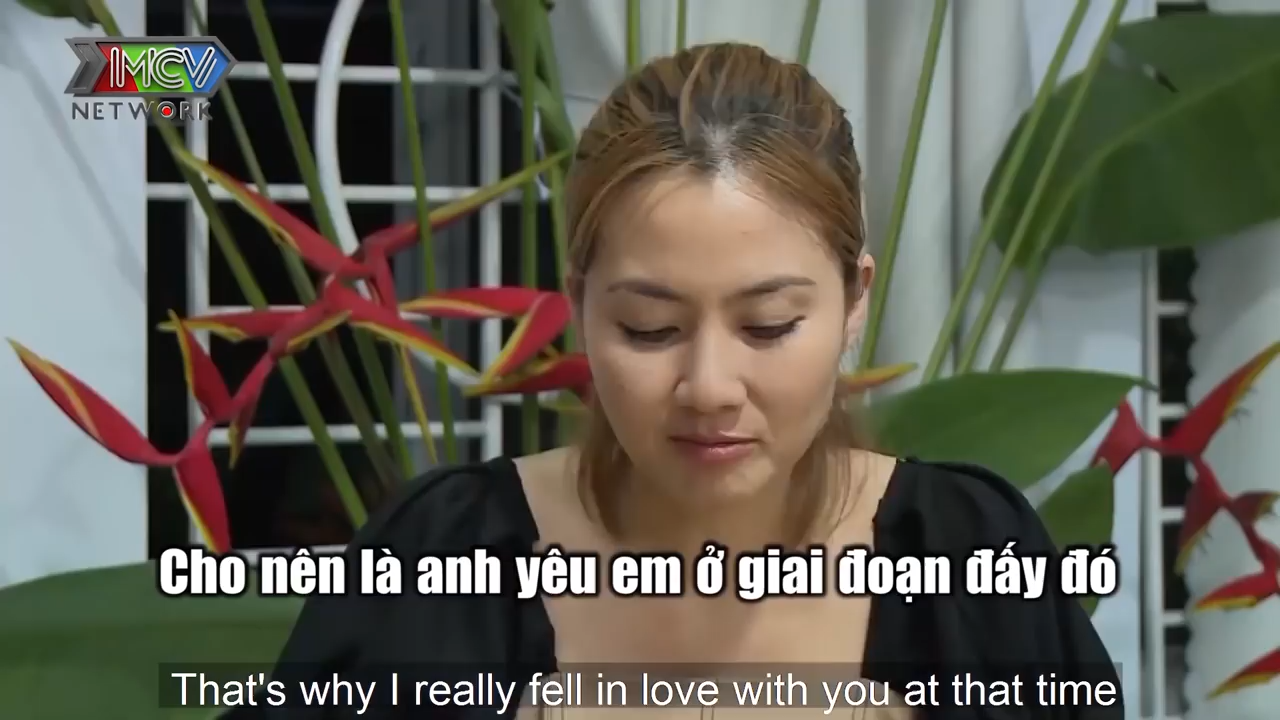 MCV
NETWORK
Cho nên là anh yêu em ở giai đoạn đấy đó
That's why I really fell in love with you at that time